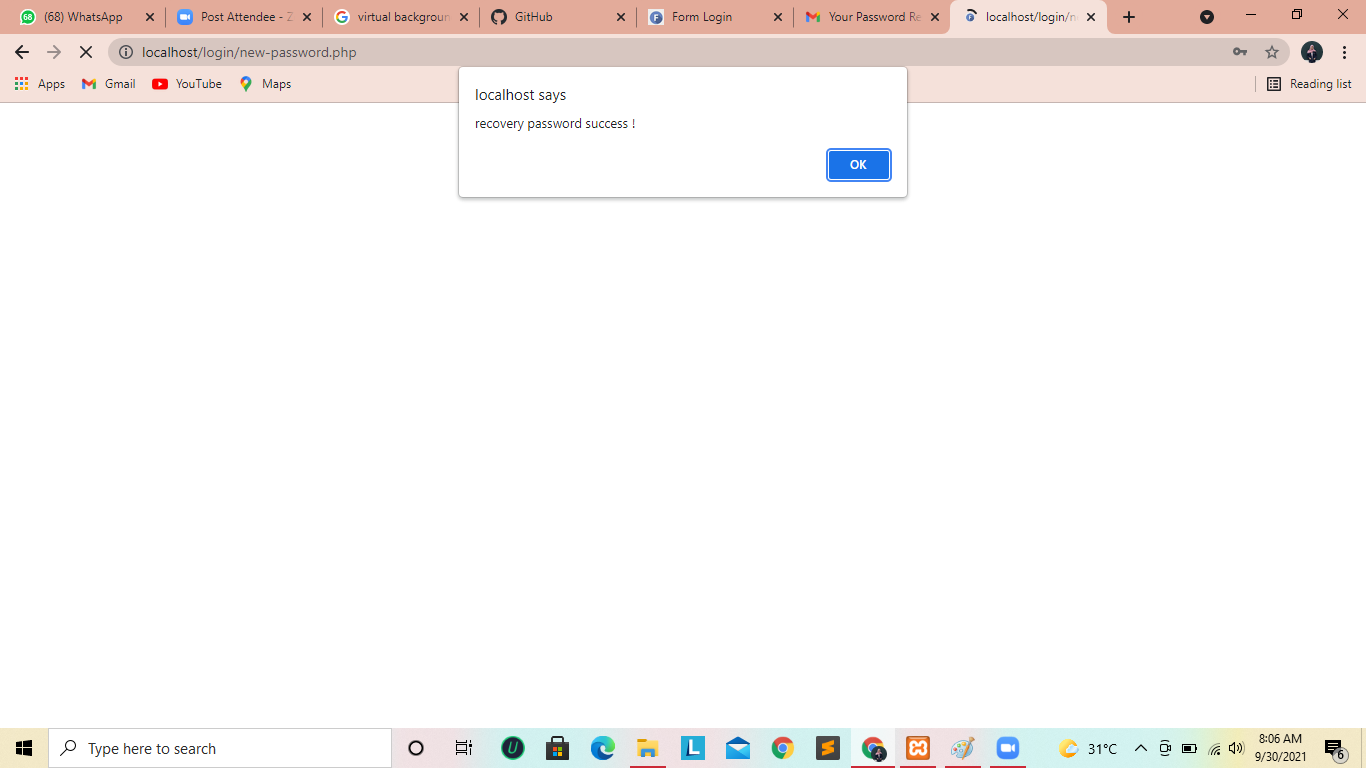 (68) WhatsApp
Post Attendee - Z
virtual backgroun
GitHub
Form Login
Your Password Re
localhost/login/n
localhost/login/new-password.php
Apps
Gmail
YouTube
Maps
Reading list
localhost says
recovery password success !
OK
Type here to search
31°C
8:06 AM
9/30/2021
6